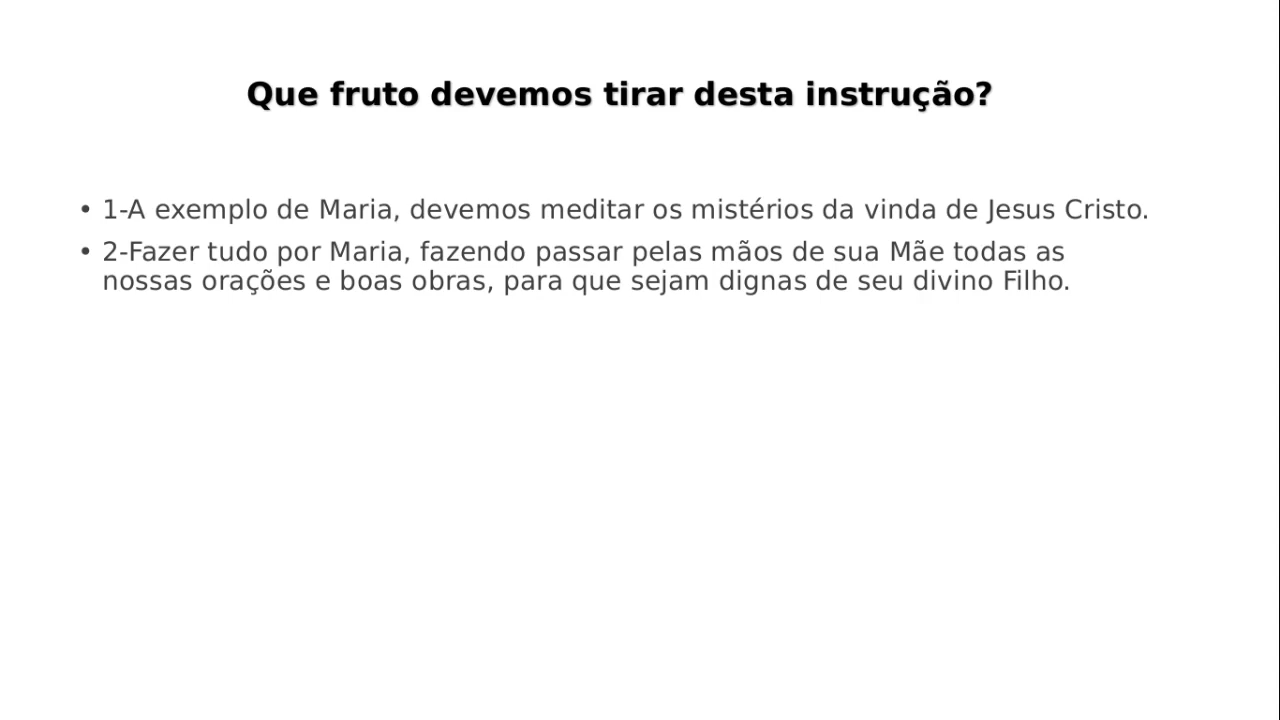 Que fruto devemos tirar desta instrução?
• 1-A exemplo de Maria, devemos meditar os mistérios da vinda de Jesus Cristo.
• 2-Fazer tudo por Maria, fazendo passar pelas mãos de sua Mãe todas as
nossas orações e boas obras, para que sejam dignas de seu divino Filho.